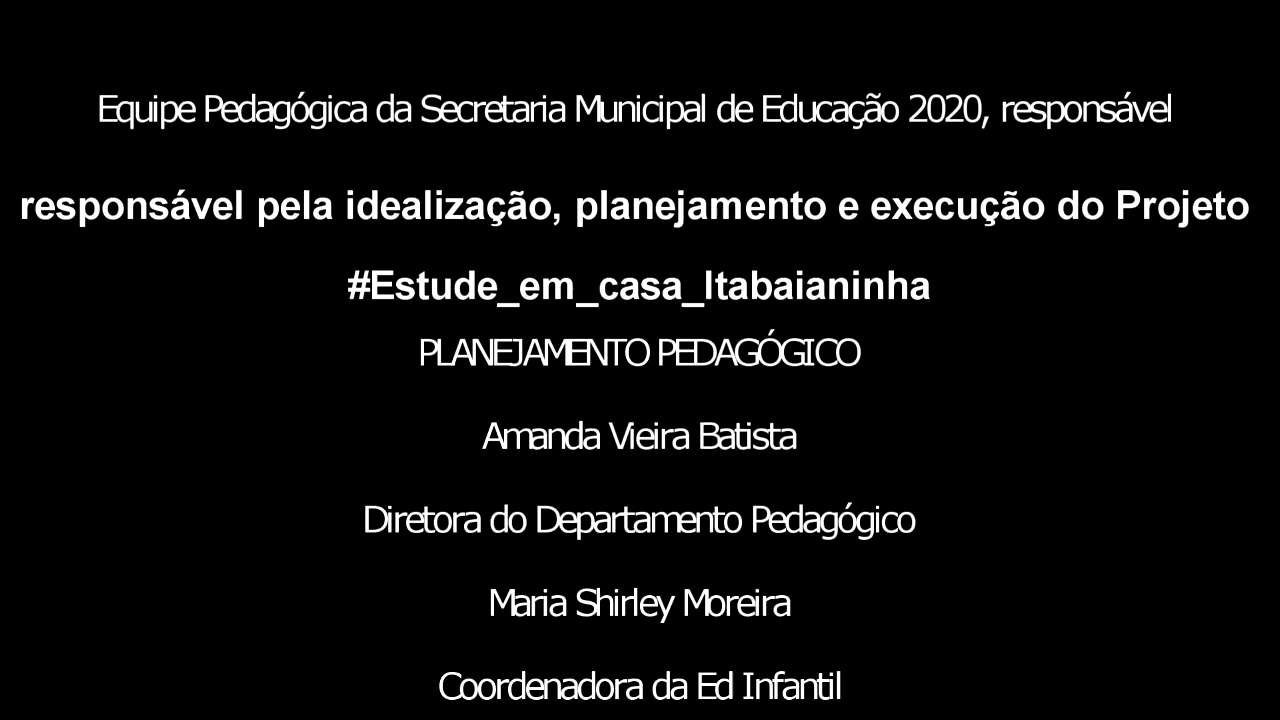 Equipe Pedagógica da Secretaria Municipal de Educação 2020, responsável
responsável pela idealização, planejamento e execução do Projeto
#Estude_em_casa_Itabaianinha
PLANEJAMENTO PEDAGÓGICO
Amanda Vieira Batista
Diretora do Departamento Pedagógico
Maria Shirley Moreira
Coordenadora da Ed Infantil